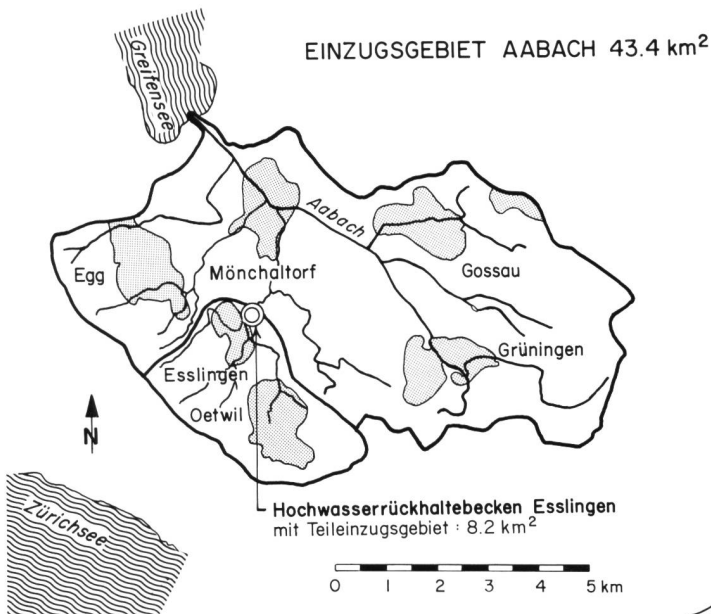 EINZUGSGEBIET AABACH 43.4 km²
Greifensee
Aabach
Egg
Mönchaltorf
Gossau
Grüningen
Esslingen
Oetwil
N
Zürichsee
Hochwasserrückhaltebecken Esslingen
mit Teileinzugsgebiet : 8.2 km²
0 1 2 3 4 5 km